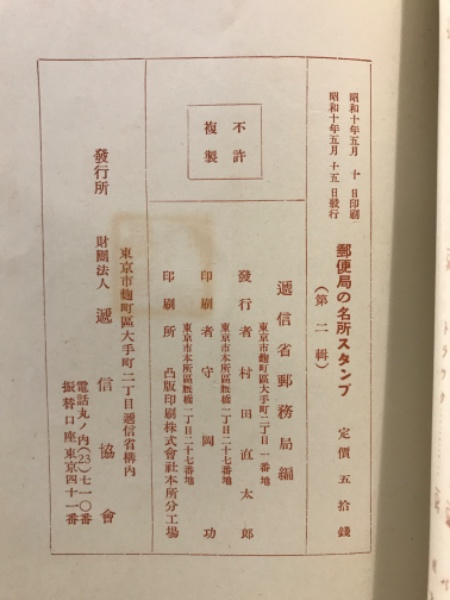 昭和十年五月 十 日印刷
昭和十年五月十五日發行
郵便局の名所スタンプ
(第二輯)
定價五拾錢
不許
複製
遞信省郵務局編
東京市麴町區大手町二丁目一番地
發行者 村田直太郎
東京市本所區厩橋一丁目二十七番地
印刷者 守岡功
東京市本所區厩橋一丁目二十七番地
印刷所 凸版印刷株式會社本所分工場
東京市麴町區大手町二丁目遞信省構內
發行所 財團法人 遞信協會
電話丸ノ內(23)七一〇番
振替口座東京四十一番